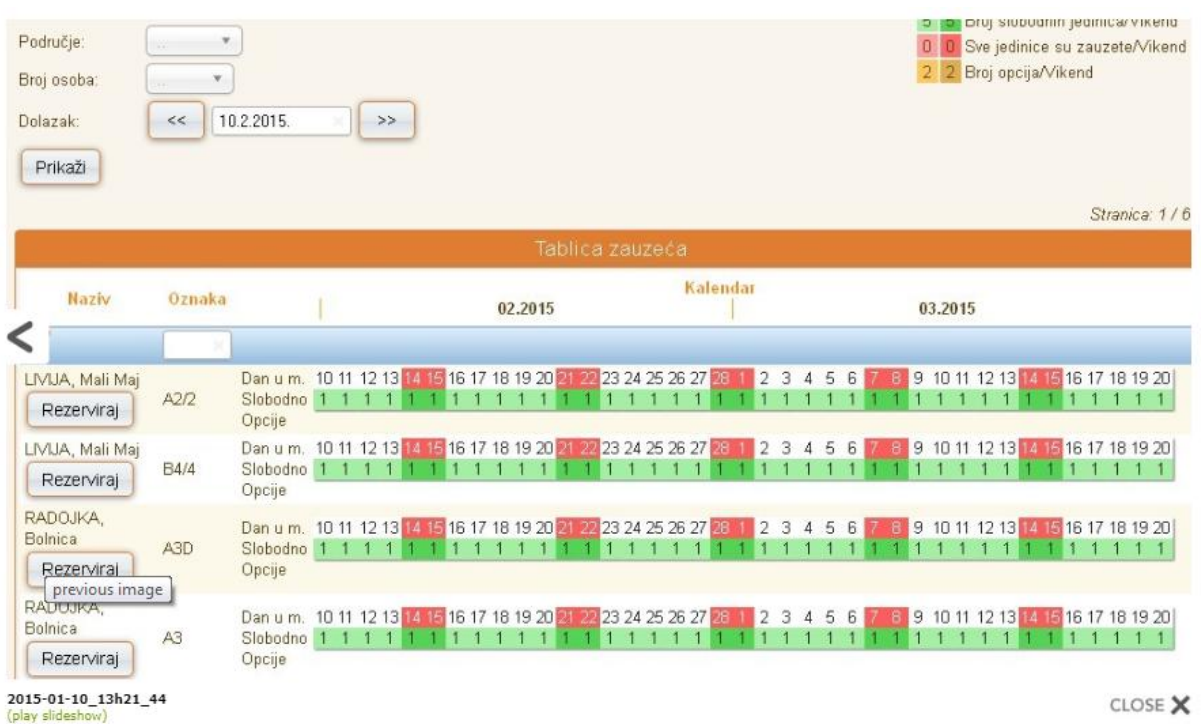 5 5 Broj slobodnih jedinica/Vikend
Područje: ..
0 0 Sve jedinice su zauzete/Vikend
2 2 Broj opcija/Vikend
Broj osoba: ..
Dolazak: << 10.2.2015. × >>
Prikaži
Stranica: 1 / 6
Tablica zauzeća
Naziv Oznaka Kalendar
02.2015 03.2015
LIVIJA, Mali Maj Dan u m. 10 11 12 13 14 15 16 17 18 19 20 21 22 23 24 25 26 27 28 1 2 3 4 5 6 7 8 9 10 11 12 13 14 15 16 17 18 19 20
Rezerviraj A2/2 Slobodno 1 1 1 1 1 1 1 1 1 1 1 1 1 1 1 1 1 1 1 1 1 1 1 1 1 1 1 1 1 1 1 1 1 1 1 1 1 1 1
Opcije
LIVIJA, Mali Maj Dan u m. 10 11 12 13 14 15 16 17 18 19 20 21 22 23 24 25 26 27 28 1 2 3 4 5 6 7 8 9 10 11 12 13 14 15 16 17 18 19 20
Rezerviraj B4/4 Slobodno 1 1 1 1 1 1 1 1 1 1 1 1 1 1 1 1 1 1 1 1 1 1 1 1 1 1 1 1 1 1 1 1 1 1 1 1 1 1 1
Opcije
RADOJKA,
Bolnica Dan u m. 10 11 12 13 14 15 16 17 18 19 20 21 22 23 24 25 26 27 28 1 2 3 4 5 6 7 8 9 10 11 12 13 14 15 16 17 18 19 20
A3D Slobodno 1 1 1 1 1 1 1 1 1 1 1 1 1 1 1 1 1 1 1 1 1 1 1 1 1 1 1 1 1 1 1 1 1 1 1 1 1 1 1
Rezerviraj Opcije
previous image
RADOJKA,
Bolnica Dan u m. 10 11 12 13 14 15 16 17 18 19 20 21 22 23 24 25 26 27 28 1 2 3 4 5 6 7 8 9 10 11 12 13 14 15 16 17 18 19 20
A3 Slobodno 1 1 1 1 1 1 1 1 1 1 1 1 1 1 1 1 1 1 1 1 1 1 1 1 1 1 1 1 1 1 1 1 1 1 1 1 1 1 1
Rezerviraj Opcije
2015-01-10_13h21_44
(play slideshow)
CLOSE X